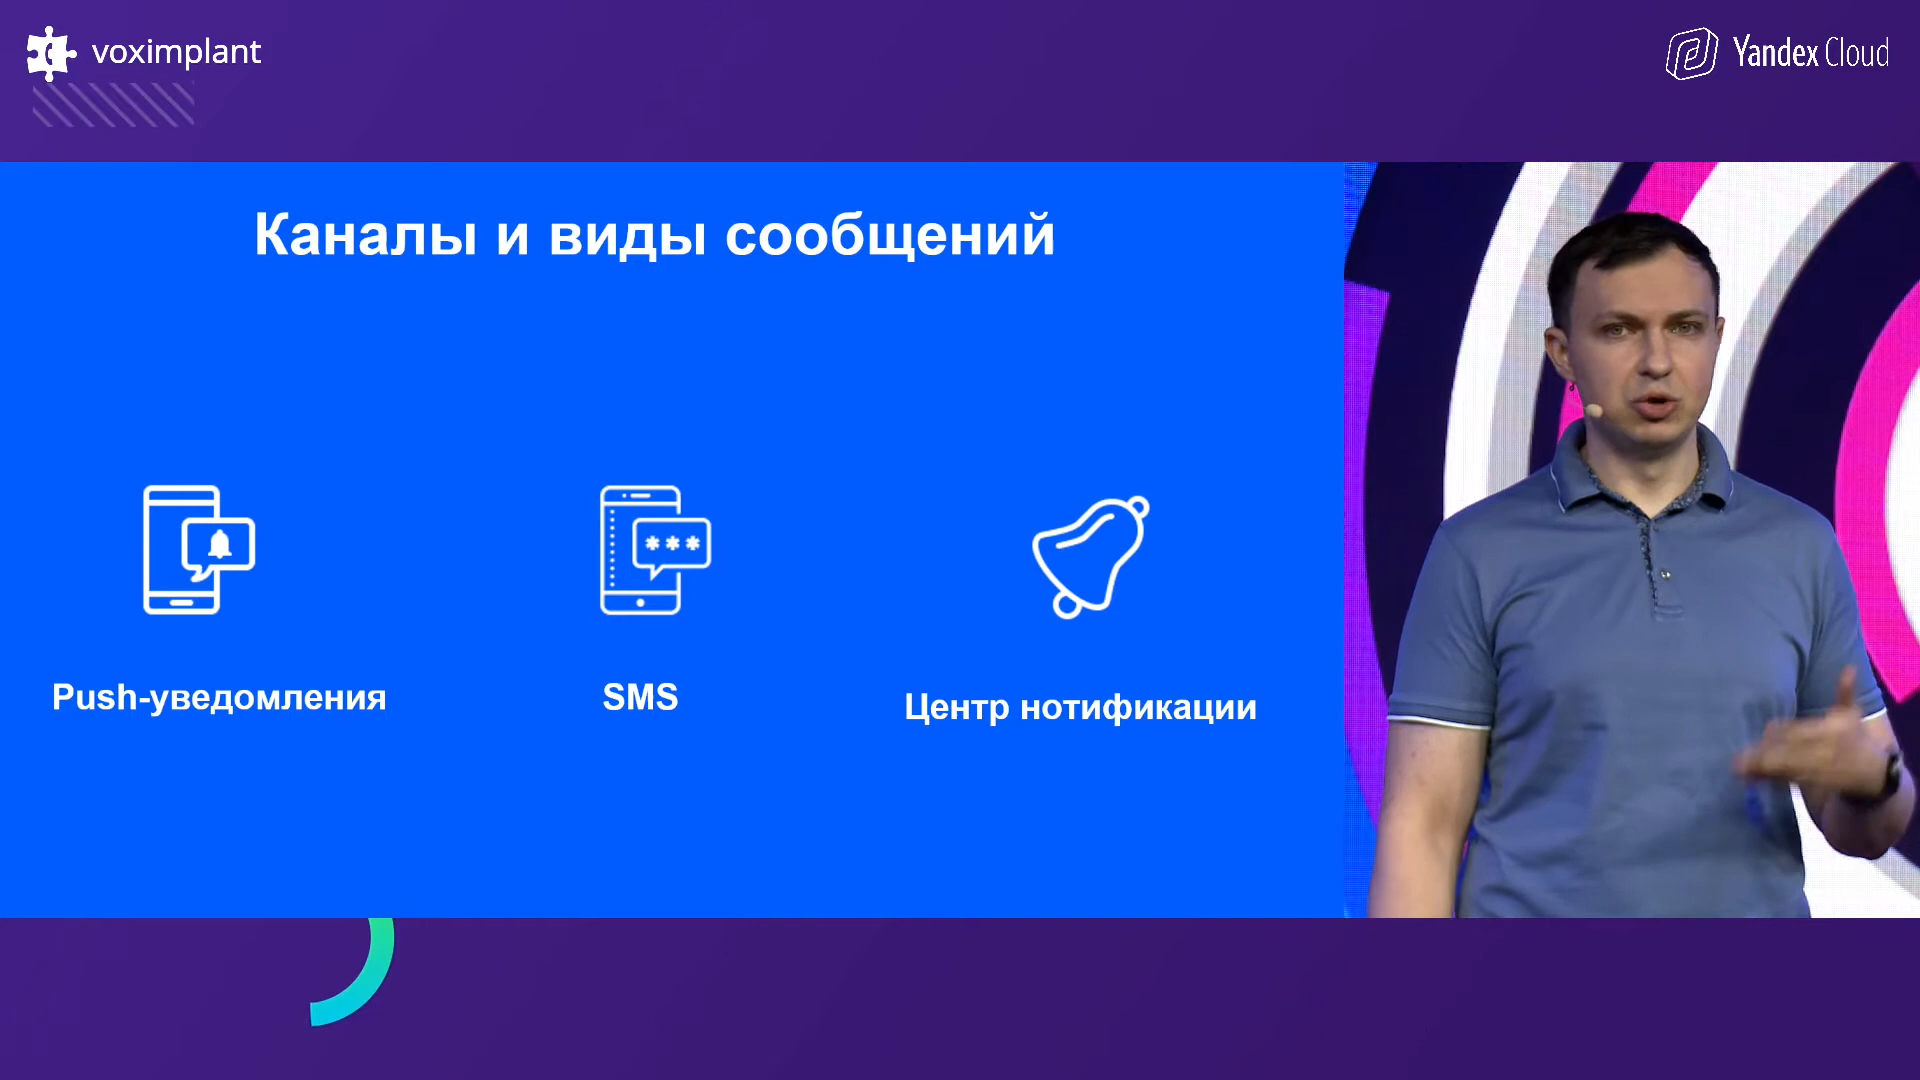 voximplant
Yandex Cloud
Каналы и виды сообщений
Push-уведомления
SMS
Центр нотификации